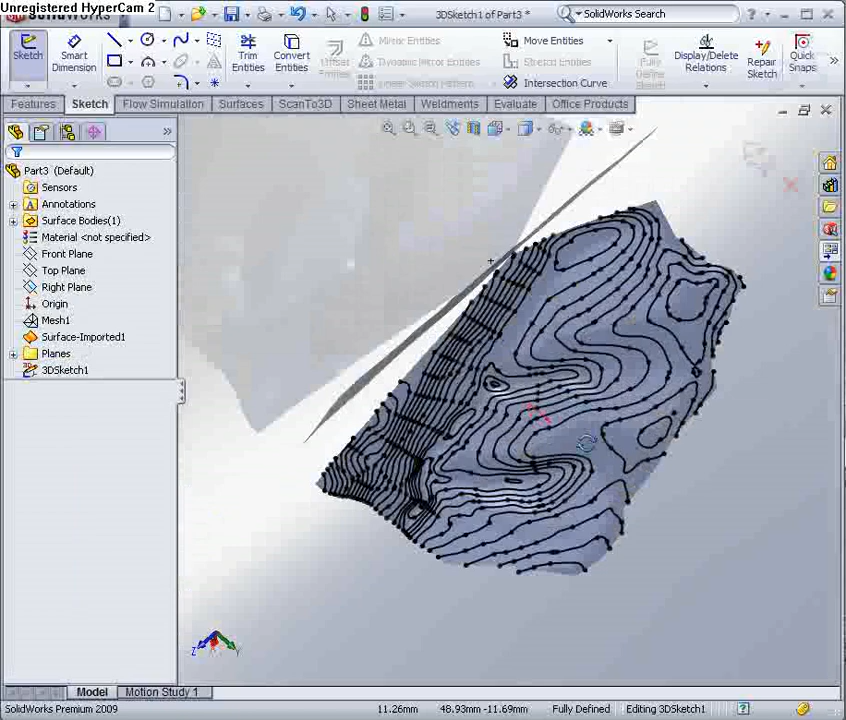 Unregistered HyperCam 2
3DSketch1 of Part3 *
SolidWorks Search
Sketch
Smart Dimension
Trim Entities
Convert Entities
Offset Entities
Mirror Entities
Dynamic Mirror Entities
Linear Sketch Pattern
Move Entities
Stretch Entities
Intersection Curve
Fully Define Sketch
Display/Delete Relations
Repair Sketch
Quick Snaps
Features
Sketch
Flow Simulation
Surfaces
ScanTo3D
Sheet Metal
Weldments
Evaluate
Office Products
Part3 (Default)
Sensors
Annotations
Surface Bodies(1)
Material <not specified>
Front Plane
Top Plane
Right Plane
Origin
Mesh1
Surface-Imported1
Planes
3DSketch1
Z
Y
Model
Motion Study 1
SolidWorks Premium 2009
11.26mm
48.93mm -11.69mm
Fully Defined
Editing 3DSketch1